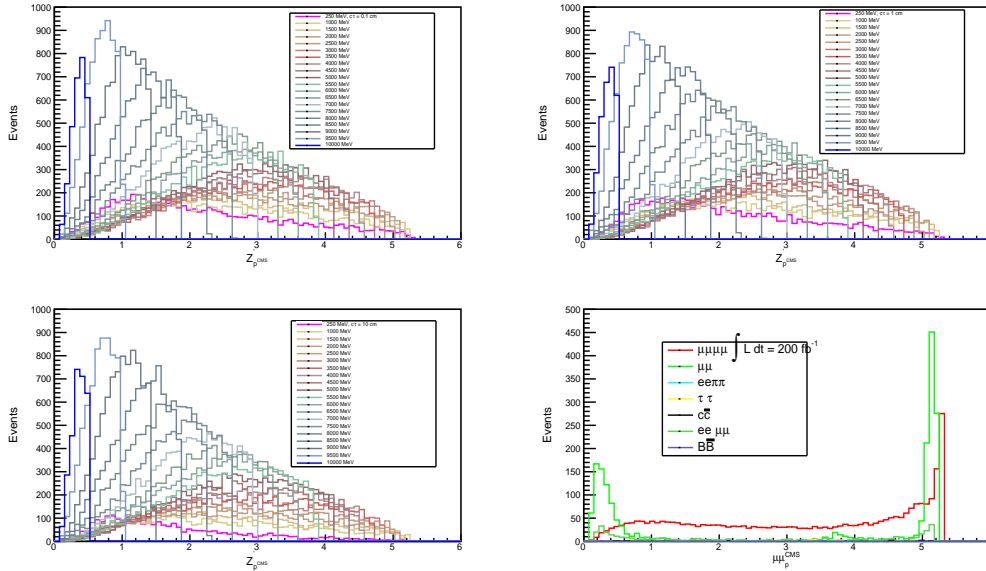 1000
900
800
700
600
500
400
300
200
100
0
Events
0
1
2
3
4
5
6
Z_p^CMS
250 MeV, cτ = 0.1 cm
1000 MeV
1500 MeV
2000 MeV
2500 MeV
3000 MeV
3500 MeV
4000 MeV
4500 MeV
5000 MeV
5500 MeV
6000 MeV
6500 MeV
7000 MeV
7500 MeV
8000 MeV
8500 MeV
9000 MeV
9500 MeV
10000 MeV
1000
900
800
700
600
500
400
300
200
100
0
Events
0
1
2
3
4
5
Z_p^CMS
250 MeV, cτ = 1 cm
1000 MeV
1500 MeV
2000 MeV
2500 MeV
3000 MeV
3500 MeV
4000 MeV
4500 MeV
5000 MeV
5500 MeV
6000 MeV
6500 MeV
7000 MeV
7500 MeV
8000 MeV
8500 MeV
9000 MeV
9500 MeV
10000 MeV
1000
900
800
700
600
500
400
300
200
100
0
Events
0
1
2
3
4
5
6
Z_p^CMS
250 MeV, cτ = 10 cm
1000 MeV
1500 MeV
2000 MeV
2500 MeV
3000 MeV
3500 MeV
4000 MeV
4500 MeV
5000 MeV
5500 MeV
6000 MeV
6500 MeV
7000 MeV
7500 MeV
8000 MeV
8500 MeV
9000 MeV
9500 MeV
10000 MeV
500
450
400
350
300
250
200
150
100
50
0
Events
0
1
2
3
4
5
μμ_p^CMS
μμμμ ∫ L dt = 200 fb⁻¹
μμ
eeππ
τ τ
cc̅
ee μμ
BB̅